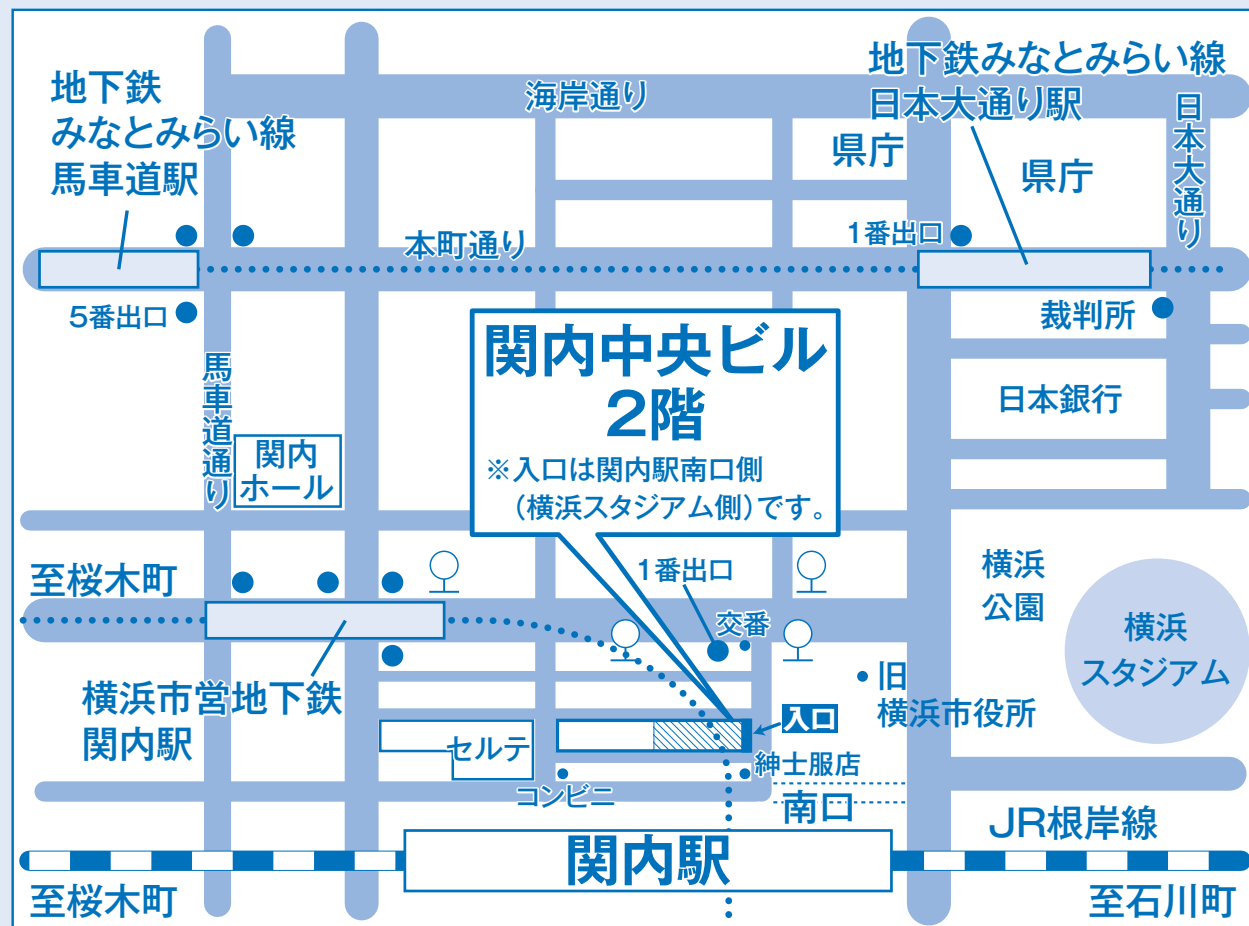 地下鉄
みなとみらい線
馬車道駅
海岸通り
地下鉄みなとみらい線
日本大通り駅
県庁
県庁
日本大通り
本町通り
1番出口
5番出口
裁判所
馬車道通り
関内
ホール
関内中央ビル
2階
※入口は関内駅南口側
（横浜スタジアム側）です。
日本銀行
至桜木町
1番出口
交番
横浜
公園
横浜
スタジアム
横浜市営地下鉄
関内駅
セルテ
入口
旧
横浜市役所
紳士服店
コンビニ
南口
JR根岸線
関内駅
至桜木町
至石川町